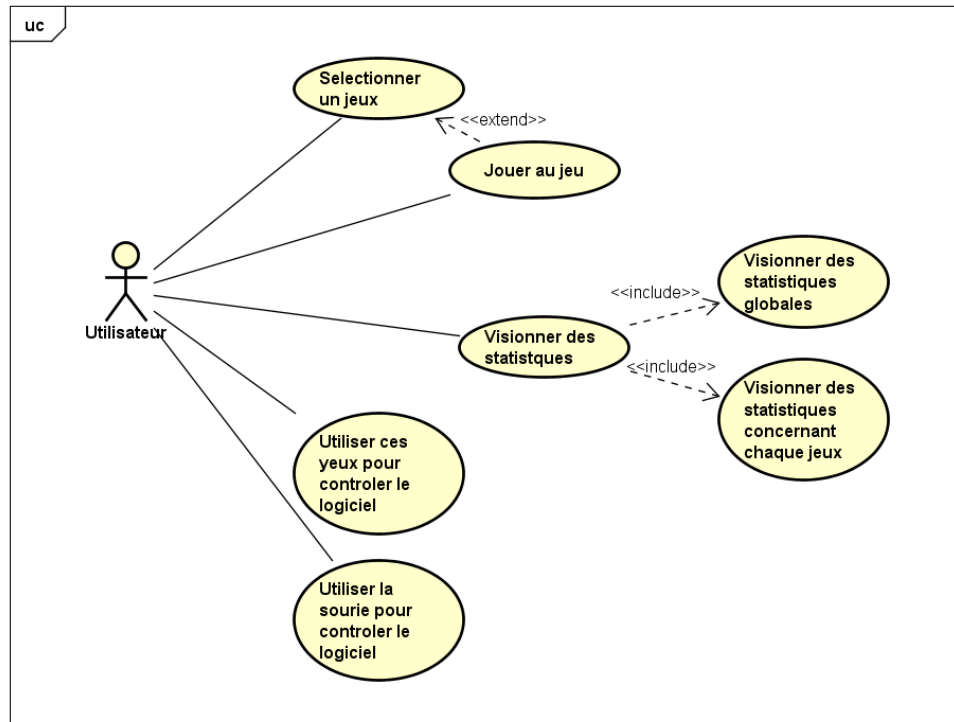 uc
Selectionner
un jeux
<<extend>>
Jouer au jeu
Utilisateur
Visionner des
statistiques
globales
<<include>>
Visionner des
statistques
<<include>>
Visionner des
statistiques
concernant
chaque jeux
Utiliser ces
yeux pour
controler le
logiciel
Utiliser la
sourie pour
controler le
logiciel